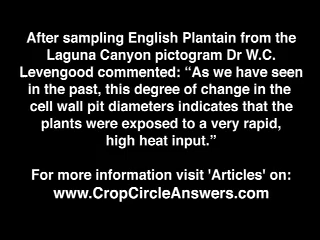 After sampling English Plantain from the
Laguna Canyon pictogram Dr W.C.
Levengood commented: “As we have seen
in the past, this degree of change in the
cell wall pit diameters indicates that the
plants were exposed to a very rapid,
high heat input.”
For more information visit 'Articles' on:
www.CropCircleAnswers.com